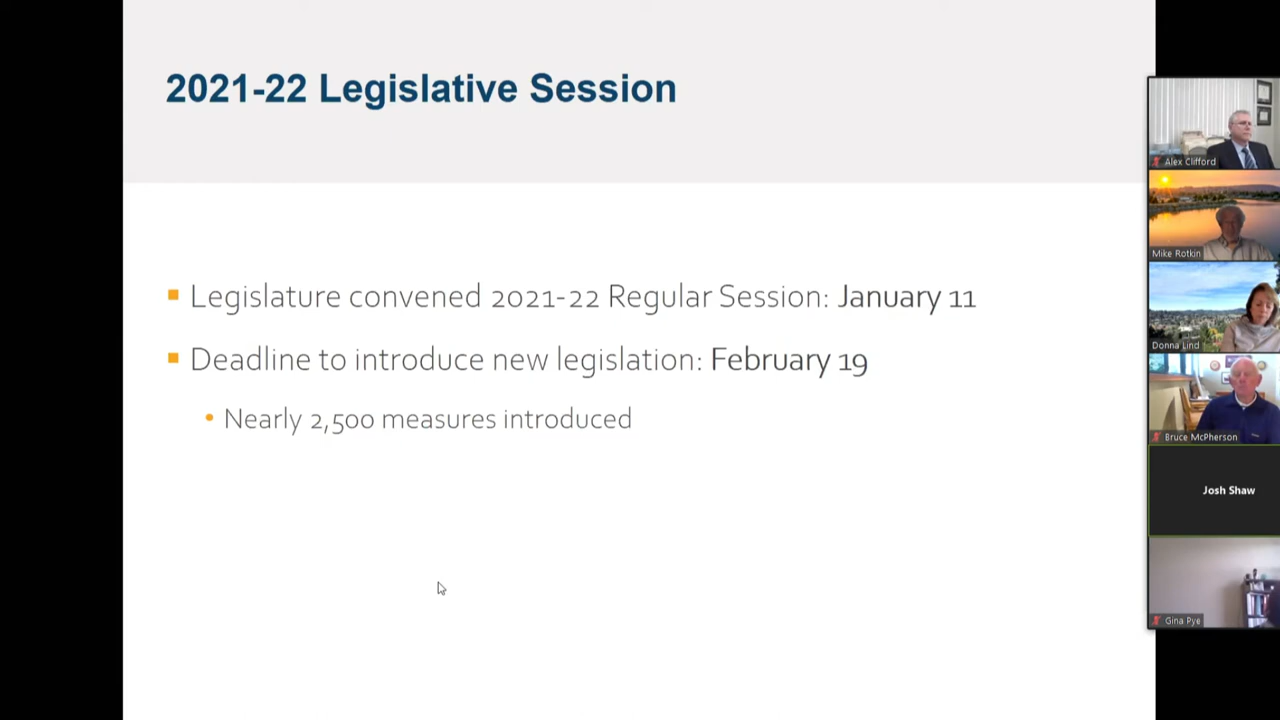 2021-22 Legislative Session
Legislature convened 2021-22 Regular Session: January 11
Deadline to introduce new legislation: February 19
Nearly 2,500 measures introduced
Alex Clifford
Mike Rotkin
Donna Lind
Bruce McPherson
Josh Shaw
Gina Pye